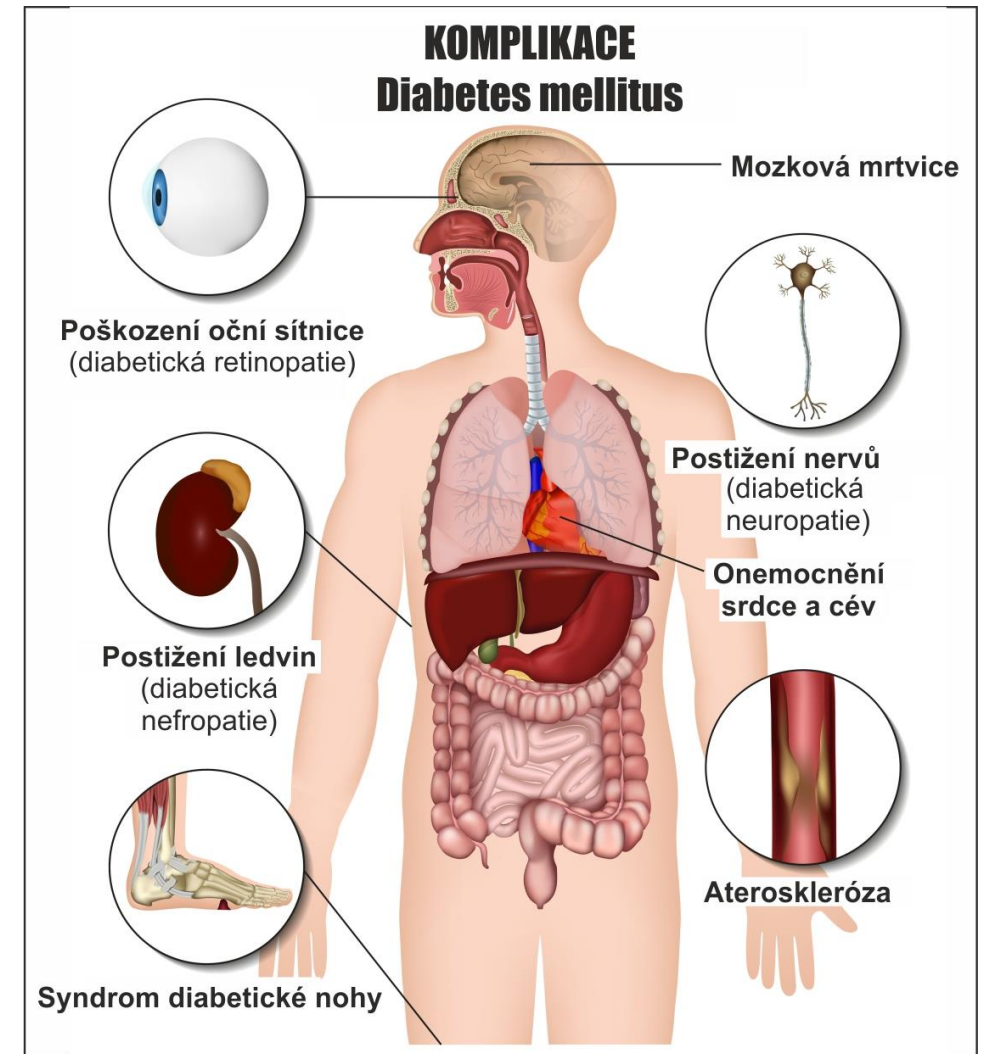 KOMPLIKACE
Diabetes mellitus
Mozková mrtvice
Poškození oční sítnice
(diabetická retinopatie)
Postižení nervů
(diabetická
neuropatie)
Onemocnění
srdce a cév
Postižení ledvin
(diabetická
nefropatie)
Ateroskleróza
Syndrom diabetické nohy